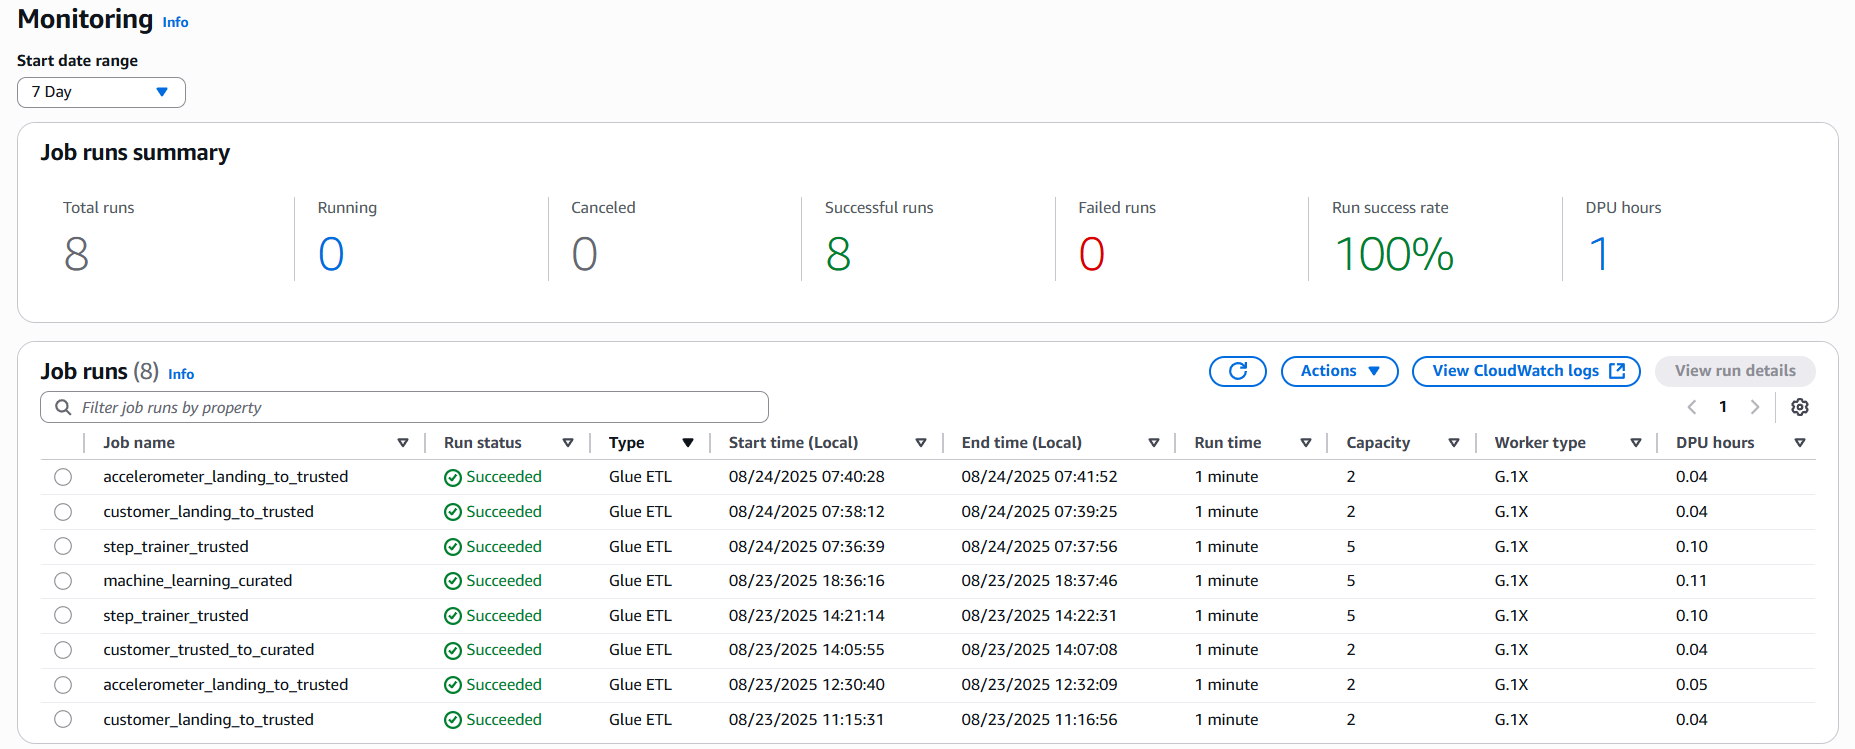 Monitoring Info
Start date range
7 Day
Job runs summary
Total runs Running Canceled Successful runs Failed runs Run success rate DPU hours
8 0 0 8 0 100% 1
Job runs (8) Info Actions View CloudWatch logs View run details
Filter job runs by property 1
Job name Run status Type Start time (Local) End time (Local) Run time Capacity Worker type DPU hours
accelerometer_landing_to_trusted Succeeded Glue ETL 08/24/2025 07:40:28 08/24/2025 07:41:52 1 minute 2 G.1X 0.04
customer_landing_to_trusted Succeeded Glue ETL 08/24/2025 07:38:12 08/24/2025 07:39:25 1 minute 2 G.1X 0.04
step_trainer_trusted Succeeded Glue ETL 08/24/2025 07:36:39 08/24/2025 07:37:56 1 minute 5 G.1X 0.10
machine_learning_curated Succeeded Glue ETL 08/23/2025 18:36:16 08/23/2025 18:37:46 1 minute 5 G.1X 0.11
step_trainer_trusted Succeeded Glue ETL 08/23/2025 14:21:14 08/23/2025 14:22:31 1 minute 5 G.1X 0.10
customer_trusted_to_curated Succeeded Glue ETL 08/23/2025 14:05:55 08/23/2025 14:07:08 1 minute 2 G.1X 0.04
accelerometer_landing_to_trusted Succeeded Glue ETL 08/23/2025 12:30:40 08/23/2025 12:32:09 1 minute 2 G.1X 0.05
customer_landing_to_trusted Succeeded Glue ETL 08/23/2025 11:15:31 08/23/2025 11:16:56 1 minute 2 G.1X 0.04